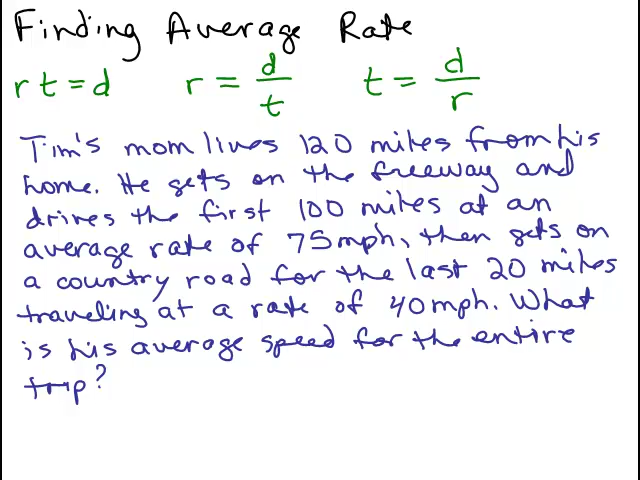 Finding Average Rate
rt=d r = d/t t = d/r
Tim's mom lives 120 miles from his
home. He gets on the freeway and
drives the first 100 miles at an
average rate of 75mph, then gets on
a country road for the last 20 miles
traveling at a rate of 40mph. What
is his average speed for the entire
trip?